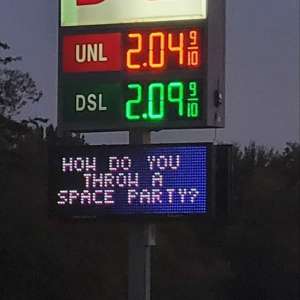 UNL 2.04 9/10
DSL 2.09 9/10
HOW DO YOU
THROW A
SPACE PARTY?